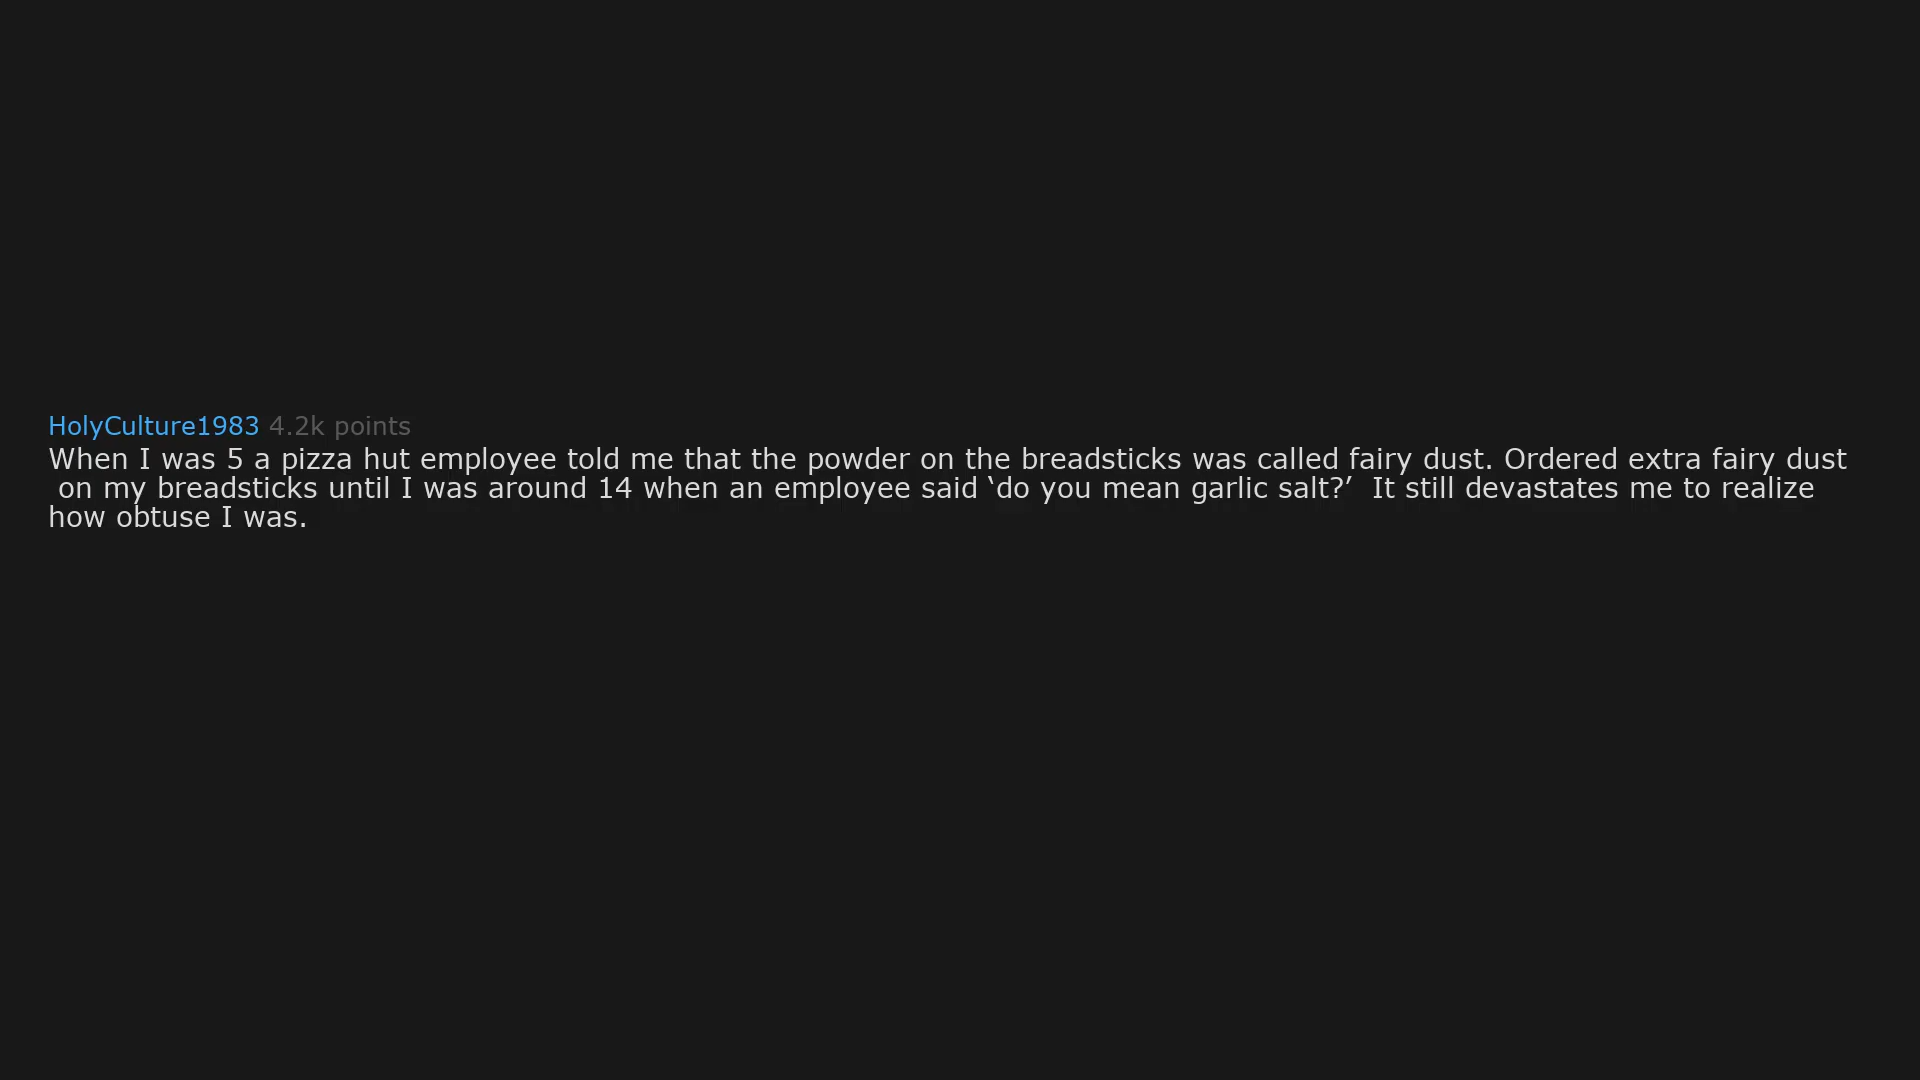 HolyCulture1983 4.2k points
When I was 5 a pizza hut employee told me that the powder on the breadsticks was called fairy dust. Ordered extra fairy dust
on my breadsticks until I was around 14 when an employee said ‘do you mean garlic salt?’  It still devastates me to realize
how obtuse I was.